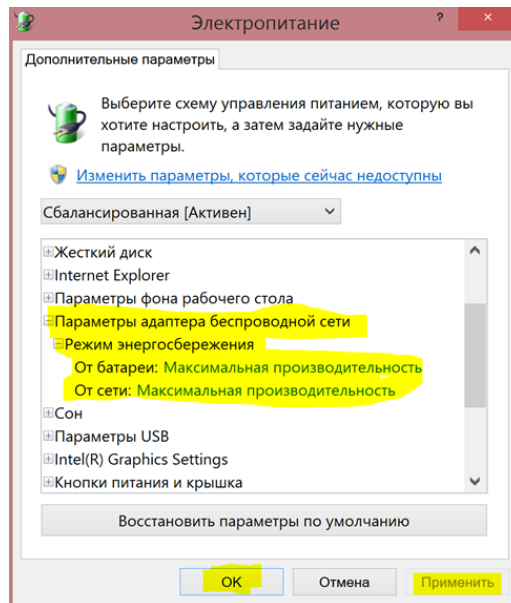 Электропитание
?
×
Дополнительные параметры
Выберите схему управления питанием, которую вы
хотите настроить, а затем задайте нужные
параметры.
Изменить параметры, которые сейчас недоступны
Сбалансированная [Активен]
Жесткий диск
Internet Explorer
Параметры фона рабочего стола
Параметры адаптера беспроводной сети
Режим энергосбережения
От батареи: Максимальная производительность
От сети: Максимальная производительность
Сон
Параметры USB
Intel(R) Graphics Settings
Кнопки питания и крышка
Восстановить параметры по умолчанию
ОК Отмена Применить